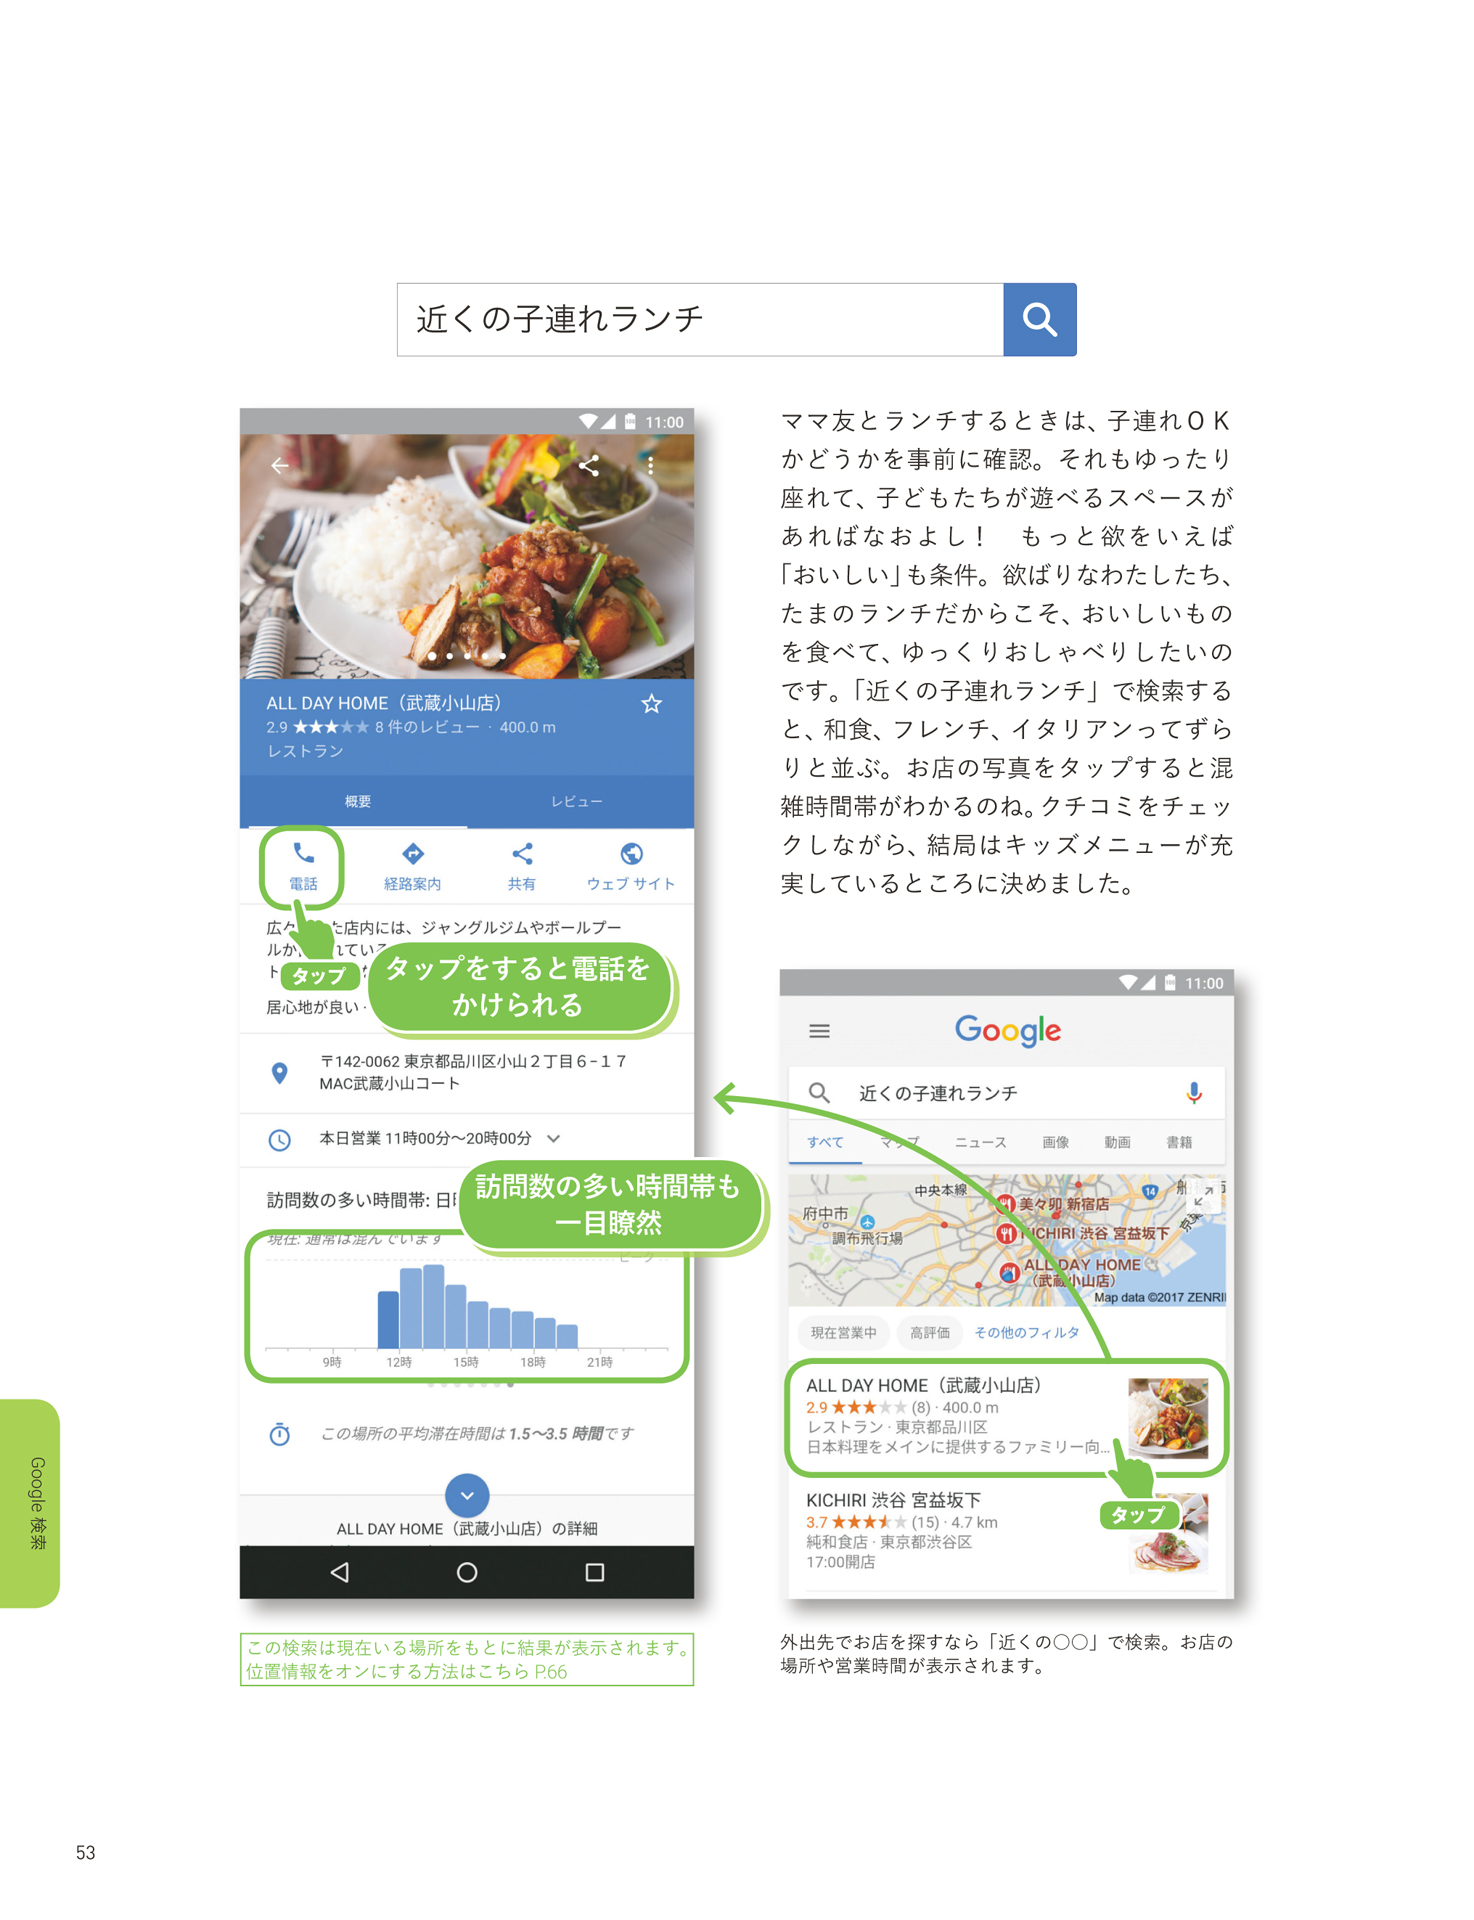 近くの子連れランチ
11:00
ALL DAY HOME（武蔵小山店）
2.9 ★★★★★ 8 件のレビュー · 400.0 m
レストラン
概要
レビュー
電話
経路案内
共有
ウェブ サイト
広々 た店内には、ジャングルジムやボールプー
ルが れている
ト
居心地が良い ·
タップ
タップをすると電話を
かけられる
〒142-0062 東京都品川区小山２丁目６−１７
MAC武蔵小山コート
本日営業 11時00分〜20時00分
訪問数の多い時間帯: 日
訪問数の多い時間帯も
一目瞭然
現在: 通常は混んでいます
ピーク
9時 12時 15時 18時 21時
この場所の平均滞在時間は 1.5〜3.5 時間です
ALL DAY HOME（武蔵小山店）の詳細
この検索は現在いる場所をもとに結果が表示されます。
位置情報をオンにする方法はこちら P.66
ママ友とランチするときは、子連れＯＫ
かどうかを事前に確認。それもゆったり
座れて、子どもたちが遊べるスペースが
あればなおよし！　もっと欲をいえば
「おいしい」も条件。欲ばりなわたしたち、
たまのランチだからこそ、おいしいもの
を食べて、ゆっくりおしゃべりしたいの
です。「近くの子連れランチ」で検索する
と、和食、フレンチ、イタリアンってずら
りと並ぶ。お店の写真をタップすると混
雑時間帯がわかるのね。クチコミをチェッ
クしながら、結局はキッズメニューが充
実しているところに決めました。
11:00
Google
近くの子連れランチ
すべて マップ ニュース 画像 動画 書籍
中央本線
14
船 市
美々卯 新宿店
府中市
調布飛行場
KICHIRI 渋谷 宮益坂下
京
ALL DAY HOME
（武蔵小山店）
Map data ©2017 ZENRI
現在営業中 高評価 その他のフィルタ
ALL DAY HOME（武蔵小山店）
2.9 ★★★★★ (8) · 400.0 m
レストラン · 東京都品川区
日本料理をメインに提供するファミリー向...
タップ
KICHIRI 渋谷 宮益坂下
3.7 ★★★★★ (15) · 4.7 km
純和食店 · 東京都渋谷区
17:00開店
外出先でお店を探すなら「近くの〇〇」で検索。お店の
場所や営業時間が表示されます。
Google 検索
53